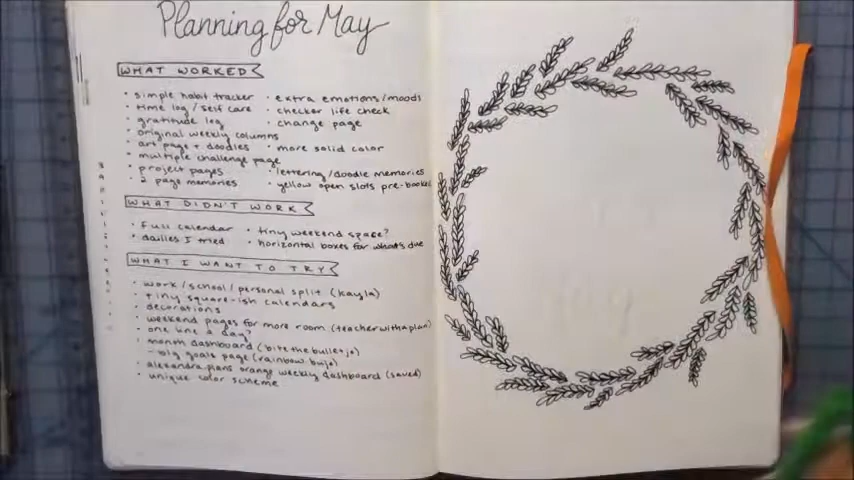 Planning for May
WHAT WORKED
• simple habit tracker • extra emotions/moods
• time log / self care • checker life check
• gratitude log • change page
• original weekly columns
• art page + doodles • more solid color
• multiple challenge page
• project pages • lettering/doodle memories
• 2 page memories • yellow open slots pre-booked
WHAT DIDN'T WORK
• full calendar • tiny weekend space?
• dailies I tried • horizontal boxes for what's due
WHAT I WANT TO TRY
• work / school / personal split (kayla)
• tiny square-ish calendars
• decorations
• weekend pages for more room (teacherwithaplan)
• one line a day?
• month dashboard (bitethebulletjo)
- big goals page (rainbow bujo)
• alexandra.plans orange weekly dashboard (saved)
• unique color scheme